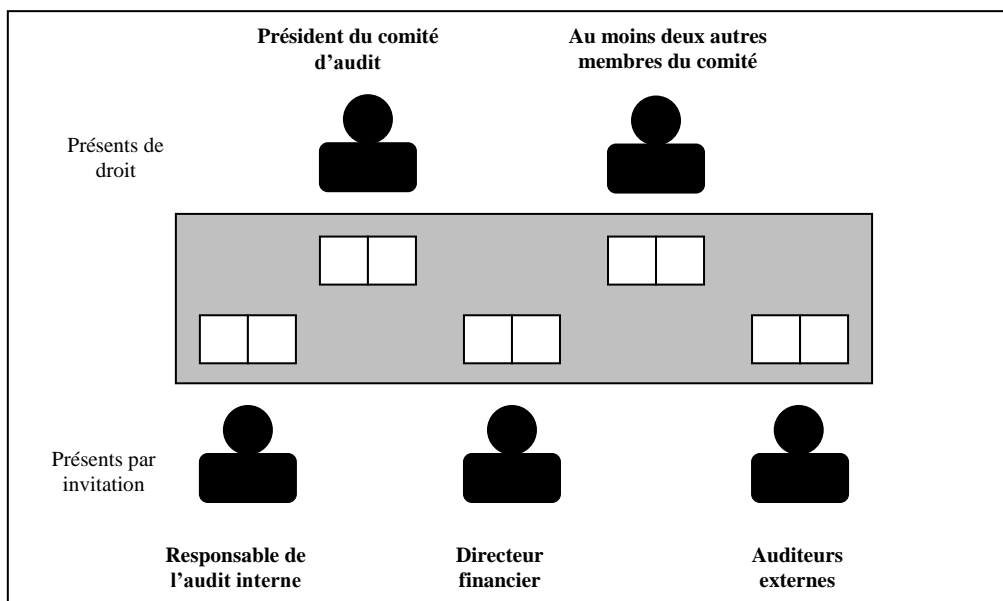 Président du comité
d’audit
Au moins deux autres
membres du comité
Présents de
droit
Présents par
invitation
Responsable de
l’audit interne
Directeur
financier
Auditeurs
externes